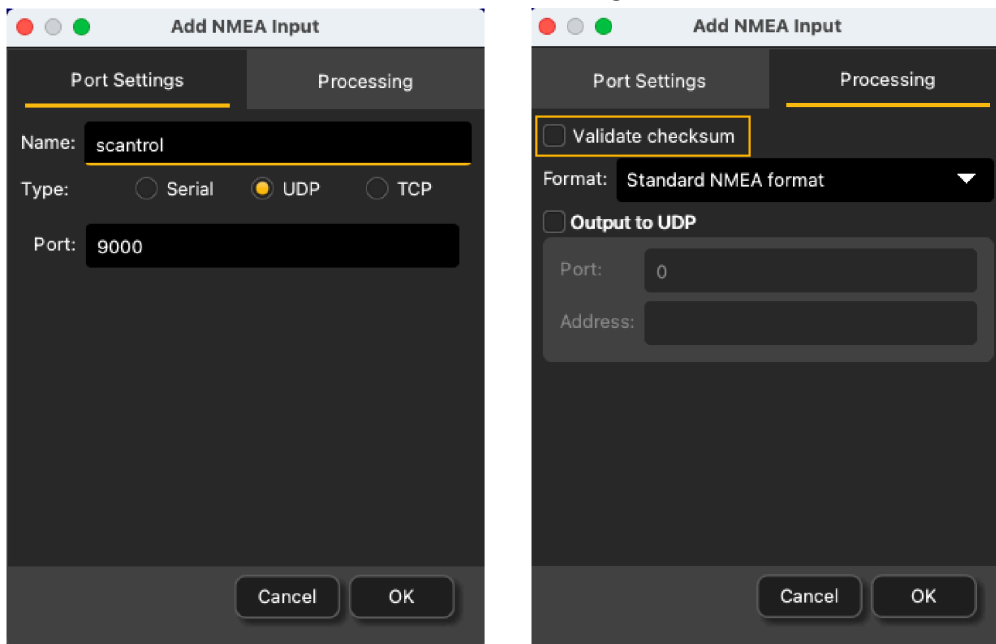 Add NMEA Input
Port Settings Processing
Name: scantrol
Type: Serial UDP TCP
Port: 9000
Cancel OK
Add NMEA Input
Port Settings Processing
Validate checksum
Format: Standard NMEA format
Output to UDP
Port: 0
Address:
Cancel OK